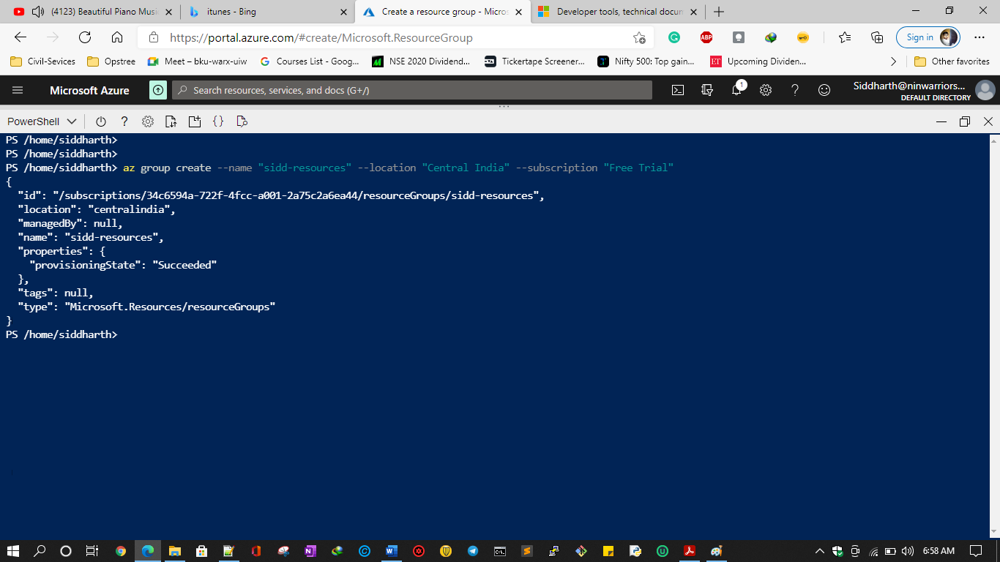 (4123) Beautiful Piano Musi
itunes - Bing
Create a resource group - Micros
Developer tools, technical docum
https://portal.azure.com/#create/Microsoft.ResourceGroup
ABP
Sign in
Civil-Sevices
Opstree
Meet – bku-warx-uiw
Courses List - Goog...
NSE 2020 Dividend...
Tickertape Screener...
Nifty 500: Top gain...
ET
Upcoming Dividen...
Other favorites
Microsoft Azure
Search resources, services, and docs (G+/)
1
Siddharth@ninwarriors...
DEFAULT DIRECTORY
PowerShell
PS /home/siddharth>
PS /home/siddharth>
PS /home/siddharth> az group create --name "sidd-resources" --location "Central India" --subscription "Free Trial"
{
"id": "/subscriptions/34c6594a-722f-4fcc-a001-2a75c2a6ea44/resourceGroups/sidd-resources",
"location": "centralindia",
"managedBy": null,
"name": "sidd-resources",
"properties": {
"provisioningState": "Succeeded"
},
"tags": null,
"type": "Microsoft.Resources/resourceGroups"
}
PS /home/siddharth>
6:58 AM